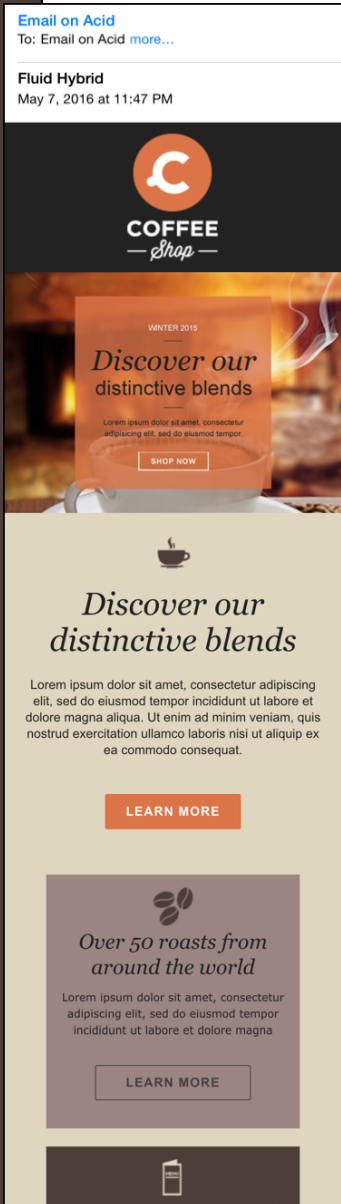 Email on Acid
To: Email on Acid more...
Fluid Hybrid
May 7, 2016 at 11:47 PM
C
COFFEE
Shop
WINTER 2015
Discover our
distinctive blends
Lorem ipsum dolor sit amet, consectetur
adipisicing elit, sed do eiusmod tempor.
SHOP NOW
Discover our
distinctive blends
Lorem ipsum dolor sit amet, consectetur adipiscing
elit, sed do eiusmod tempor incididunt ut labore et
dolore magna aliqua. Ut enim ad minim veniam, quis
nostrud exercitation ullamco laboris nisi ut aliquip ex
ea commodo consequat.
LEARN MORE
Over 50 roasts from
around the world
Lorem ipsum dolor sit amet, consectetur
adipiscing elit, sed do eiusmod tempor
incididunt ut labore et dolore magna
LEARN MORE
MENU